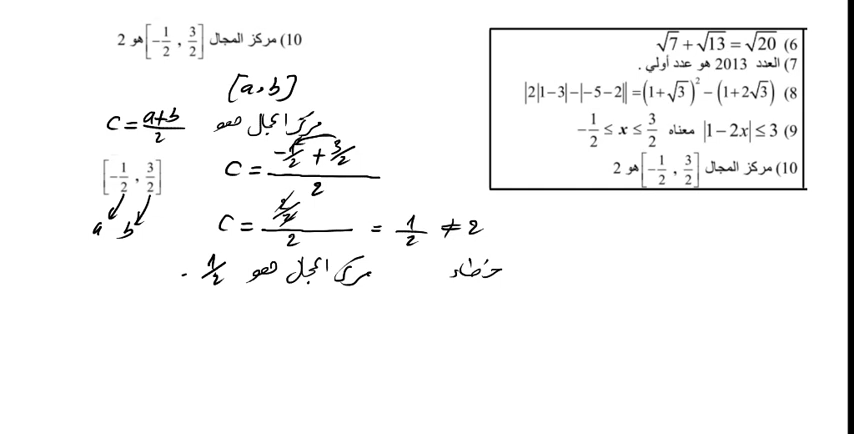 10) مركز المجال [-1/2 , 3/2] هو 2
[a, b]
مركز المجال هو C = (a+b)/2
[-1/2 , 3/2]
a b
C = (-1/2 + 3/2)/2
C = (2/2)/2 = 1/2 ≠ 2
خطاء مركز المجال هو 1/2 .
6) √7 + √13 = √20
7) العدد 2013 هو عدد أولي .
8) |2|1−3|−|−5−2|| = (1+√3)² − (1+2√3)
9) |1−2x| ≤ 3 معناه -1/2 ≤ x ≤ 3/2
10) مركز المجال [-1/2 , 3/2] هو 2